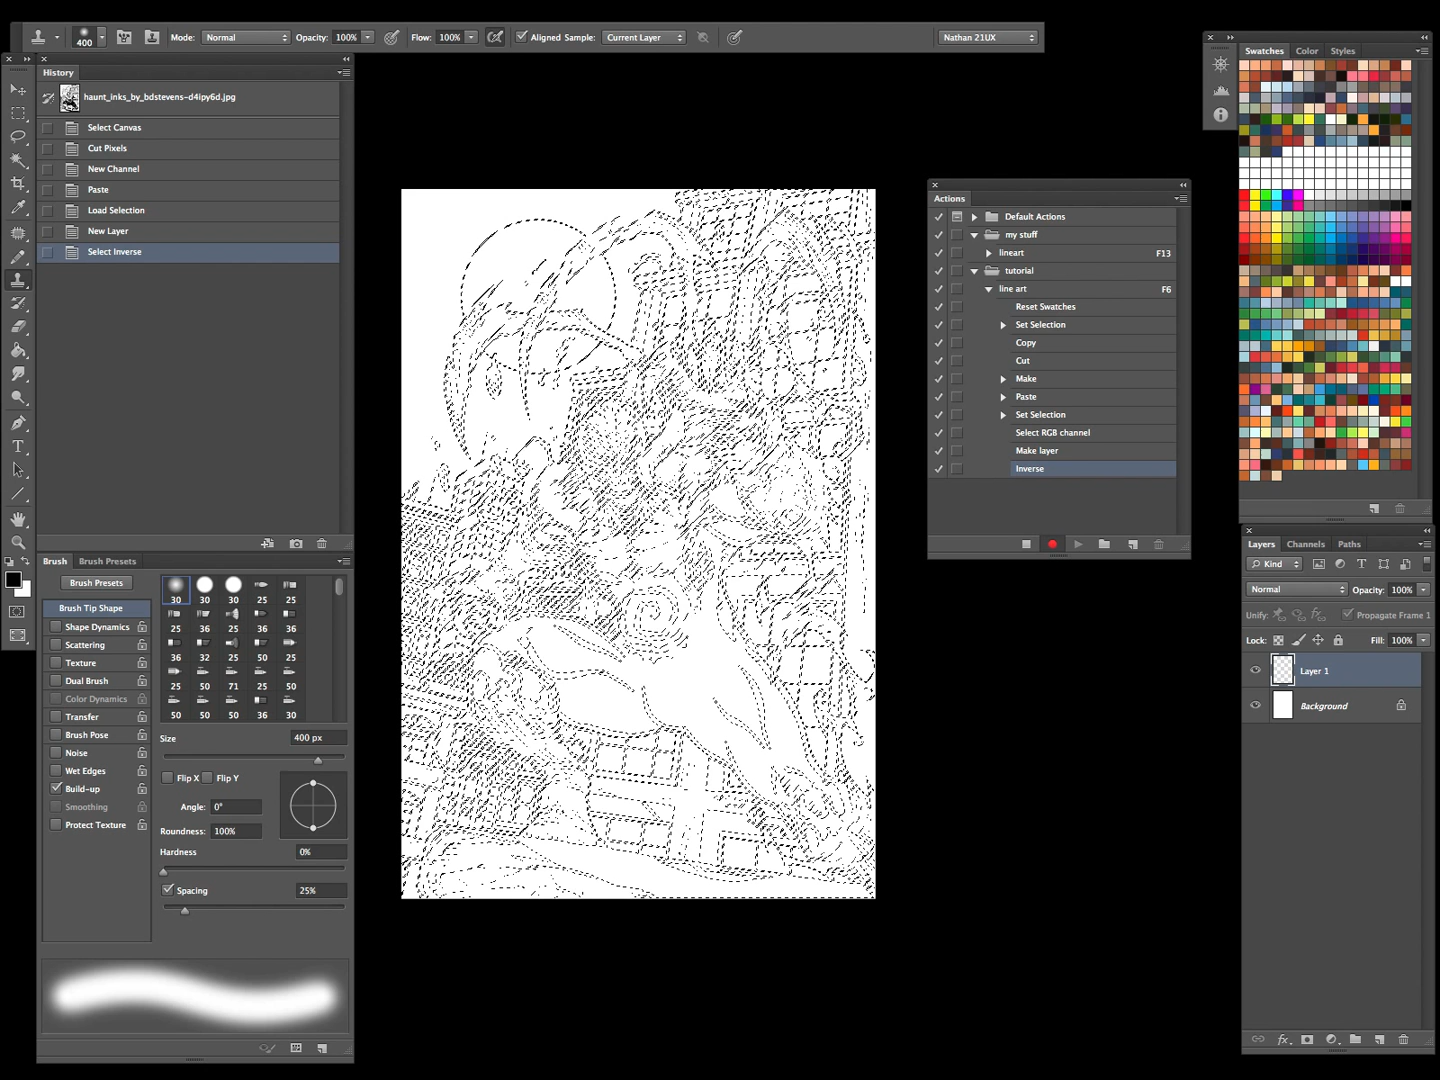 400 Mode: Normal Opacity: 100% Flow: 100% Aligned Sample: Current Layer Nathan 21UX
History
haunt_inks_by_bdstevens-d4ipy6d.jpg
Select Canvas
Cut Pixels
New Channel
Paste
Load Selection
New Layer
Select Inverse
Brush Brush Presets
Brush Presets
Brush Tip Shape
Shape Dynamics
Scattering
Texture
Dual Brush
Color Dynamics
Transfer
Brush Pose
Noise
Wet Edges
Build-up
Smoothing
Protect Texture
30 30 30 25 25
25 36 25 36 36
36 32 25 50 25
25 50 71 25 50
50 50 50 36 30
Size 400 px
Flip X Flip Y
Angle: 0°
Roundness: 100%
Hardness 0%
Spacing 25%
Actions
Default Actions
my stuff
lineart F13
tutorial
line art F6
Reset Swatches
Set Selection
Copy
Cut
Make
Paste
Set Selection
Select RGB channel
Make layer
Inverse
Swatches Color Styles
Layers Channels Paths
Kind
Normal Opacity: 100%
Unify: Propagate Frame 1
Lock: Fill: 100%
Layer 1
Background